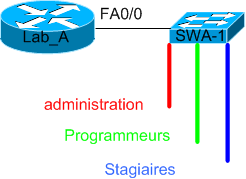 FA0/0
Lab_A
SWA-1
administration
Programmeurs
Stagiaires